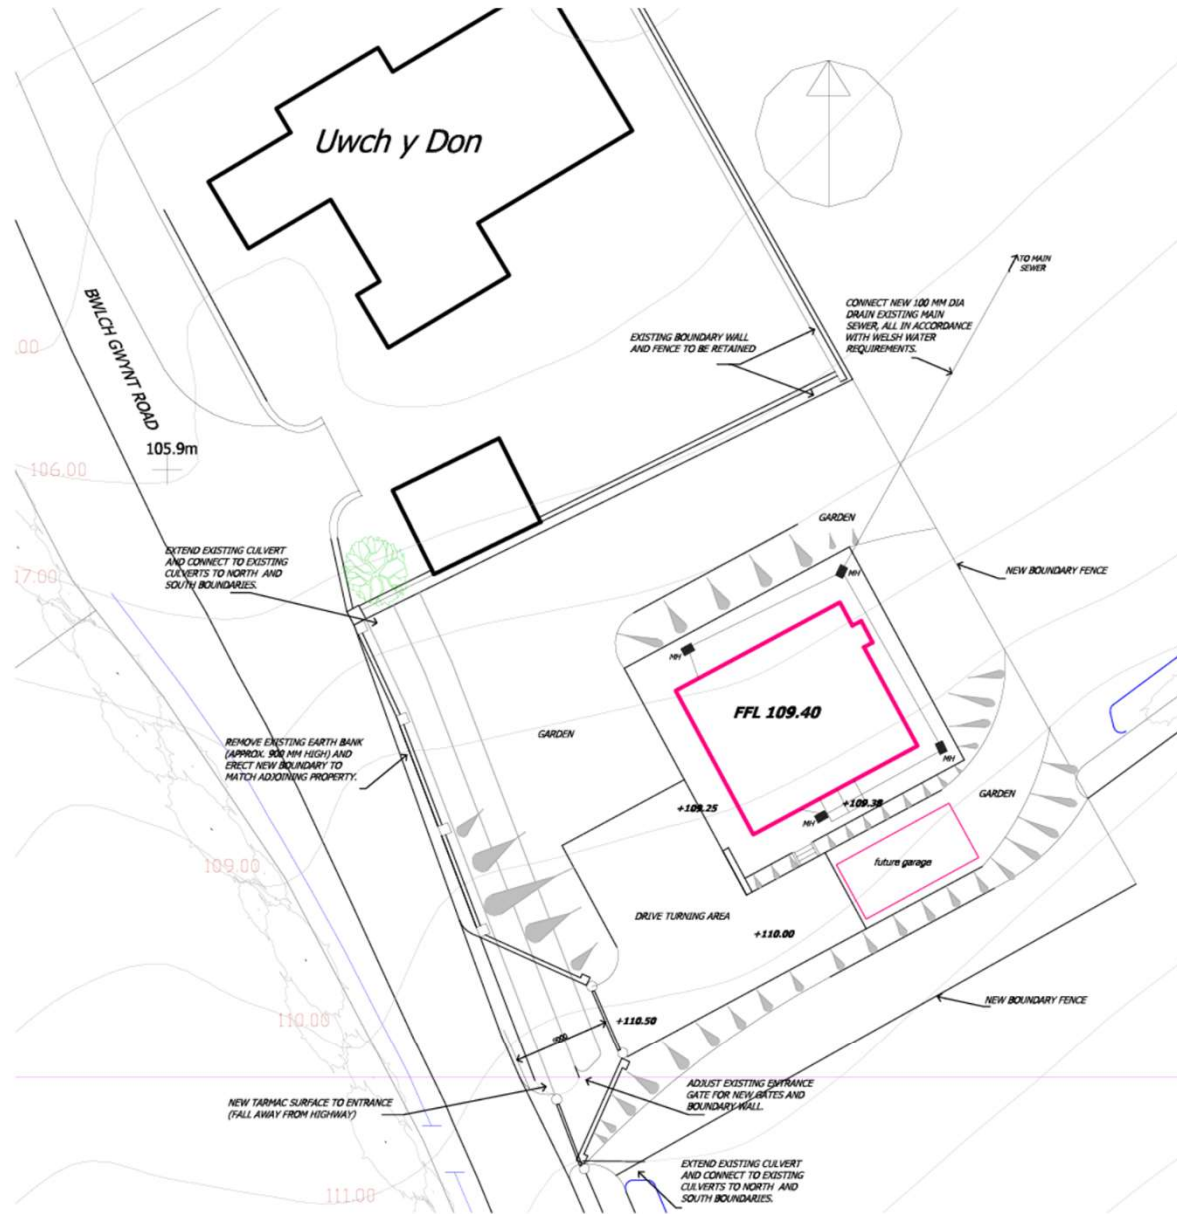 Uwch y Don
TO MAIN
SEWER
CONNECT NEW 100 MM DIA
DRAIN EXISTING MAIN
SEWER, ALL IN ACCORDANCE
WITH WELSH WATER
REQUIREMENTS.
BWLCH GWYNT ROAD
EXISTING BOUNDARY WALL
AND FENCE TO BE RETAINED
.00
105.9m
106.00
GARDEN
EXTEND EXISTING CULVERT
AND CONNECT TO EXISTING
CULVERTS TO NORTH AND
SOUTH BOUNDARIES.
17.00
MH
NEW BOUNDARY FENCE
MH
FFL 109.40
GARDEN
REMOVE EXISTING EARTH BANK
(APPROX. 900 MM HIGH) AND
ERECT NEW BOUNDARY TO
MATCH ADJOINING PROPERTY.
MH
GARDEN
+109.25
+109.38
MH
109.00
future garage
DRIVE TURNING AREA
+110.00
NEW BOUNDARY FENCE
110.00
+110.50
NEW TARMAC SURFACE TO ENTRANCE
(FALL AWAY FROM HIGHWAY)
ADJUST EXISTING ENTRANCE
GATE FOR NEW GATES AND
BOUNDARY WALL.
EXTEND EXISTING CULVERT
AND CONNECT TO EXISTING
CULVERTS TO NORTH AND
SOUTH BOUNDARIES.
111.00